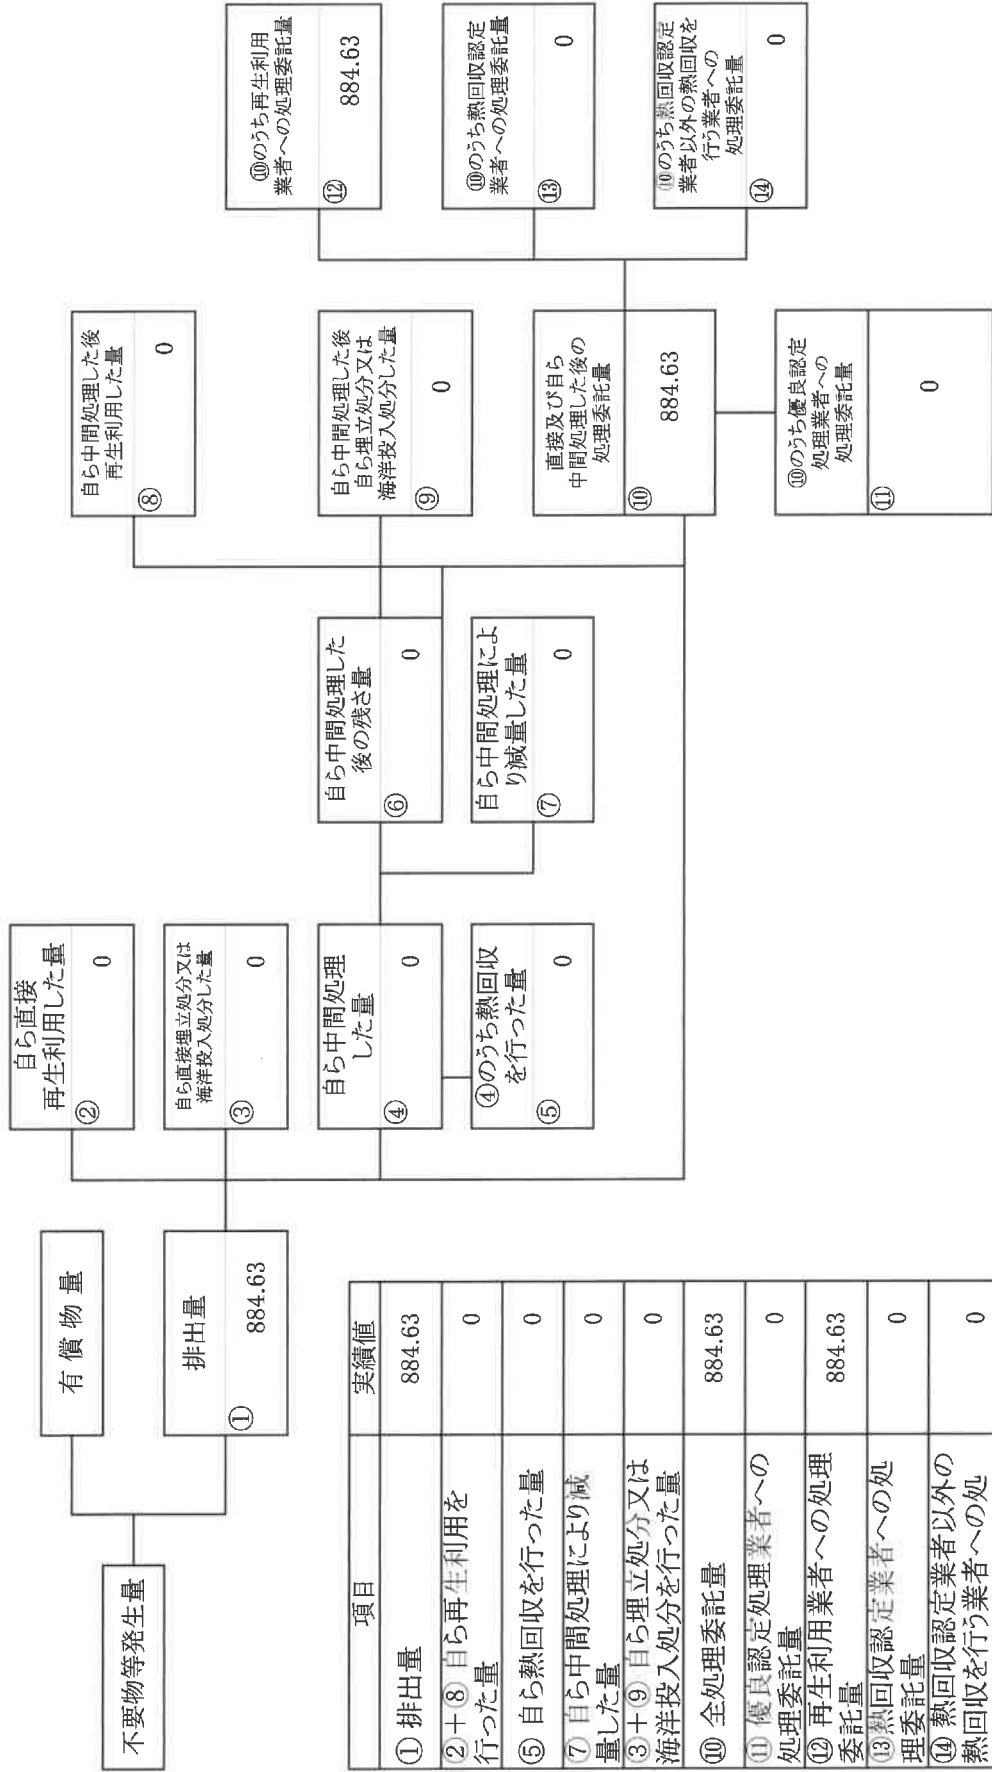 不要物等発生量
有償物量
排出量
①
884.63
自ら直接
再生利用した量
②
0
自ら直接埋立処分又は
海洋投入処分した量
③
0
自ら中間処理
した量
④
0
④のうち熱回収
を行った量
⑤
0
自ら中間処理した
後の残さ量
⑥
0
自ら中間処理によ
り減量した量
⑦
0
自ら中間処理した後
再生利用した量
⑧
0
自ら中間処理した後
自ら埋立処分又は
海洋投入処分した量
⑨
0
直接及び自ら
中間処理した後の
処理委託量
⑩
884.63
⑩のうち優良認定
処理業者への
処理委託量
⑪
0
⑩のうち再生利用
業者への処理委託量
⑫
884.63
⑩のうち熱回収認定
業者への処理委託量
⑬
0
⑩のうち熱回収認定
業者以外の熱回収を
行う業者への
処理委託量
⑭
0
項目 実績値
①排出量 884.63
②+⑧自ら再生利用を
行った量 0
⑤自ら熱回収を行った量 0
⑦自ら中間処理により減
量した量 0
③+⑨自ら埋立処分又は
海洋投入処分を行った量 0
⑩全処理委託量 884.63
⑪優良認定処理業者への
処理委託量 0
⑫再生利用業者への処理
委託量 884.63
⑬熱回収認定業者への処
理委託量 0
⑭熱回収認定業者以外の
熱回収を行う業者への処 0